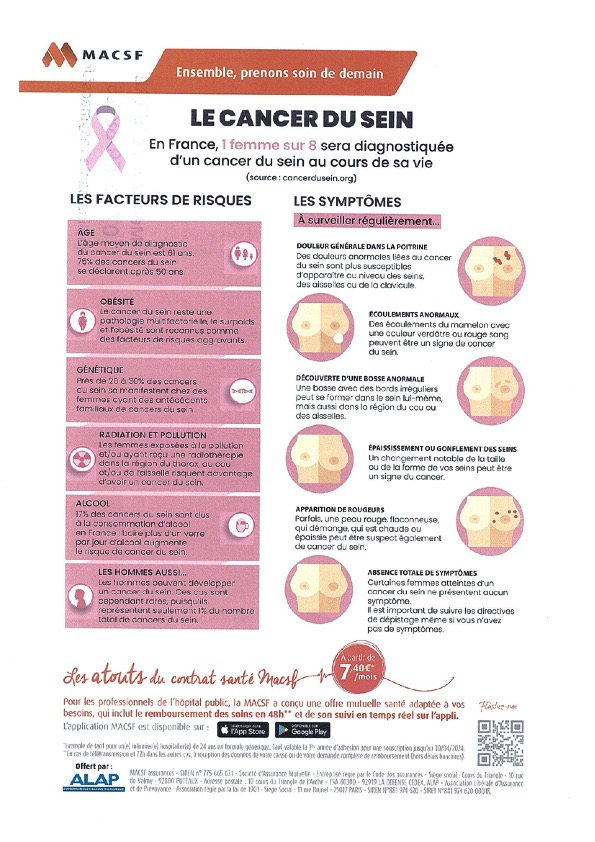 MACSF
Ensemble, prenons soin de demain
LE CANCER DU SEIN
En France, 1 femme sur 8 sera diagnostiquée
d'un cancer du sein au cours de sa vie
(source : cancerdusein.org)
LES FACTEURS DE RISQUES
ÂGE
L'âge moyen de diagnostic
du cancer du sein est 61 ans.
75% des cancers du sein
se déclarent après 50 ans.
OBÉSITÉ
Le cancer du sein reste une
pathologie multifactorielle, le surpoids
et l'obésité sont reconnus comme
des facteurs de risques aggravants.
GÉNÉTIQUE
Près de 20 à 30% des cancers
du sein se manifestent chez des
femmes ayant des antécédents
familiaux de cancers du sein.
RADIATION ET POLLUTION
Les femmes exposées à la pollution
et/ou ayant reçu une radiothérapie
dans la région du thorax, du cou
et/ou de l'aisselle risquent davantage
d'avoir un cancer du sein.
ALCOOL
17% des cancers du sein sont dus
à la consommation d'alcool
en France : boire plus d'un verre
par jour d'alcool augmente
le risque de cancer du sein.
LES HOMMES AUSSI...
Les hommes peuvent développer
un cancer du sein. Ces cas sont
cependant rares, puisqu'ils
représentent seulement 1% du nombre
total de cancers du sein.
LES SYMPTÔMES
À surveiller régulièrement...
DOULEUR GÉNÉRALE DANS LA POITRINE
Des douleurs anormales liées au cancer
du sein sont plus susceptibles
d'apparaître au niveau des seins,
des aisselles ou de la clavicule.
ÉCOULEMENTS ANORMAUX
Des écoulements du mamelon avec
une couleur verdâtre ou rouge sang
peuvent être un signe de cancer
du sein.
DÉCOUVERTE D'UNE BOSSE ANORMALE
Une bosse avec des bords irréguliers
peut se former dans le sein lui-même,
mais aussi dans la région du cou ou
des aisselles.
ÉPAISSISSEMENT OU GONFLEMENT DES SEINS
Un changement notable de la taille
ou de la forme de vos seins peut être
un signe du cancer.
APPARITION DE ROUGEURS
Parfois, une peau rouge, floconneuse,
qui démange, qui est chaude ou
épaissie peut être suspect également
de cancer du sein.
ABSENCE TOTALE DE SYMPTÔMES
Certaines femmes atteintes d'un
cancer du sein ne présentent aucun
symptôme.
Il est important de suivre les directives
de dépistage même si vous n'avez
pas de symptômes.
Les atouts du contrat santé Macsf
À partir de
7,40€*
/mois
Pour les professionnels de l'hôpital public, la MACSF a conçu une offre mutuelle santé adaptée à vos
besoins, qui inclut le remboursement des soins en 48h** et de son suivi en temps réel sur l'appli.
L'application MACSF est disponible sur :
l'App Store
Google Play
Flashez-moi
*Exemple de tarif pour un(e) infirmier(e) hospitalier(e) de 24 ans en formule générique. Tarif valable la 1ère année d'adhésion pour une souscription jusqu'au 30/04/2024.
**En cas de télétransmission et 72h dans les autres cas, à réception des données de votre caisse ou de votre demande complète de remboursement (hors délais bancaires).
Offert par :
ALAP
MACSF assurances - SIREN n° 775 665 631 - Société d'Assurance Mutuelle - Entreprise régie par le Code des assurances - Siège social : Cours du Triangle - 10 rue
de Valmy - 92800 PUTEAUX - Adresse postale : 10 cours du Triangle de l'Arche - TSA 60300 - 92919 LA DÉFENSE CEDEX. ALAP - Association Libérale d'Assurance
et de Prévoyance - Association régie par la loi de 1901 - Siège Social : 11 rue Brunel - 75017 PARIS - SIREN N°881 974 620 - SIRET N°881 974 620 00018.